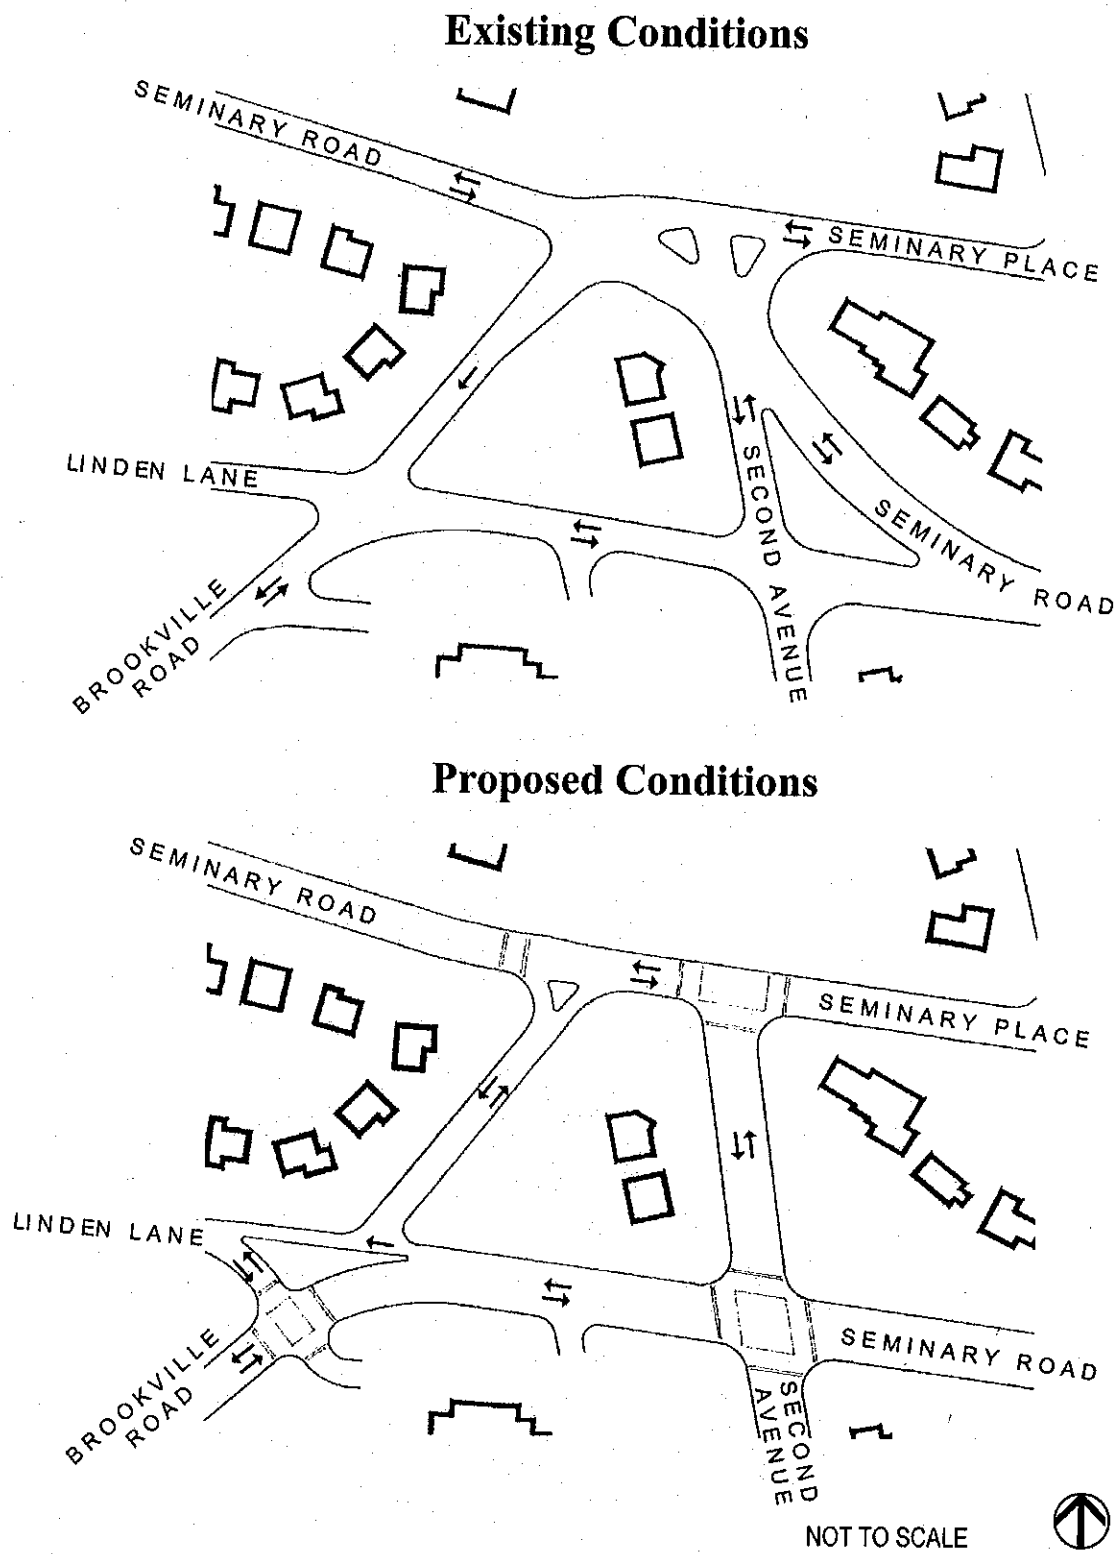 Existing Conditions
SEMINARY ROAD
SEMINARY PLACE
LINDEN LANE
SECOND AVENUE
SEMINARY ROAD
BROOKVILLE
ROAD
Proposed Conditions
SEMINARY ROAD
SEMINARY PLACE
LINDEN LANE
SEMINARY ROAD
BROOKVILLE
ROAD
SECOND
AVENUE
NOT TO SCALE